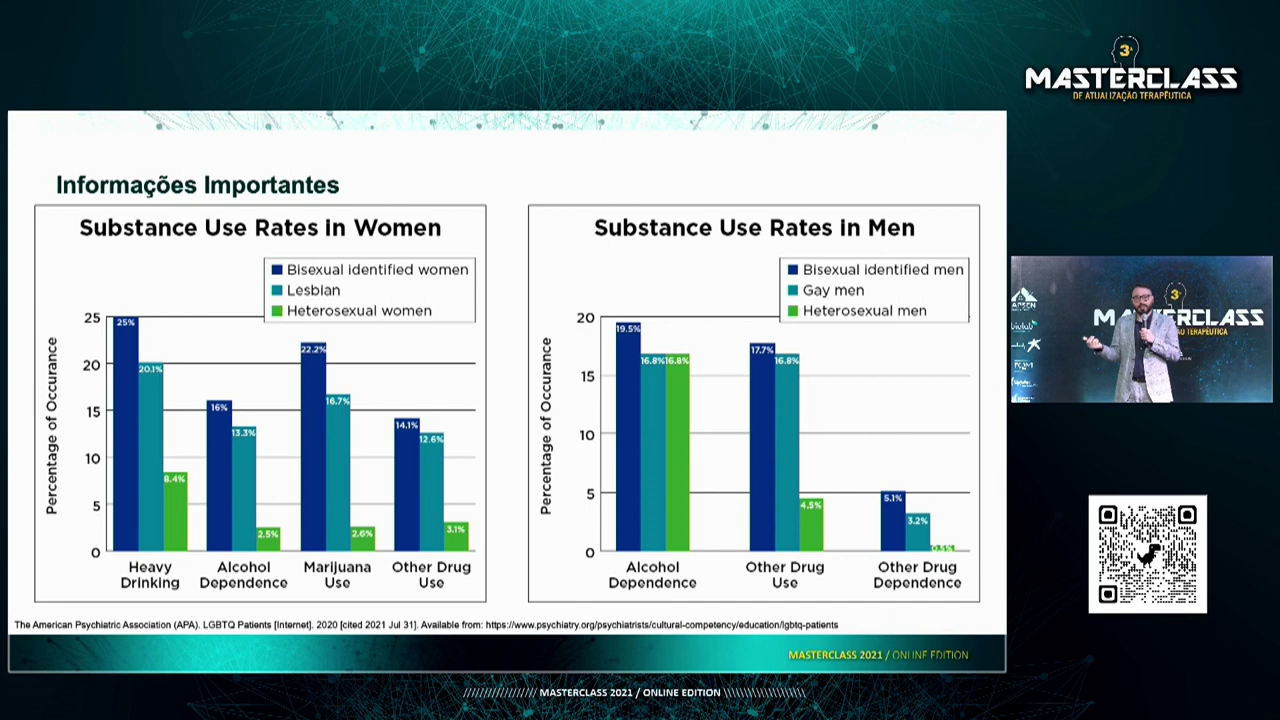 3ª
MASTERCLASS
DE ATUALIZAÇÃO TERAPÊUTICA
Informações Importantes
Substance Use Rates in Women
Bisexual identified women
Lesbian
Heterosexual women
Percentage of Occurance
25
20
15
10
5
0
25%
20.1%
8.4%
16%
13.3%
2.5%
22.2%
16.7%
2.6%
14.1%
12.6%
3.1%
Heavy
Drinking
Alcohol
Dependence
Marijuana
Use
Other Drug
Use
Substance Use Rates in Men
Bisexual identified men
Gay men
Heterosexual men
Percentage of Occurance
20
15
10
5
0
19.5%
16.8%
16.8%
17.7%
16.8%
4.5%
5.1%
3.2%
0.5%
Alcohol
Dependence
Other Drug
Use
Other Drug
Dependence
The American Psychiatric Association (APA). LGBTQ Patients [Internet]. 2020 [cited 2021 Jul 31]. Available from: https://www.psychiatry.org/psychiatrists/cultural-competency/education/lgbtq-patients
MASTERCLASS 2021 / ONLINE EDITION
3ª
TERAPÊUTICA
biolab
////////////////// MASTERCLASS 2021 / ONLINE EDITION \\\\\\\\\\\\\\\\\\\\